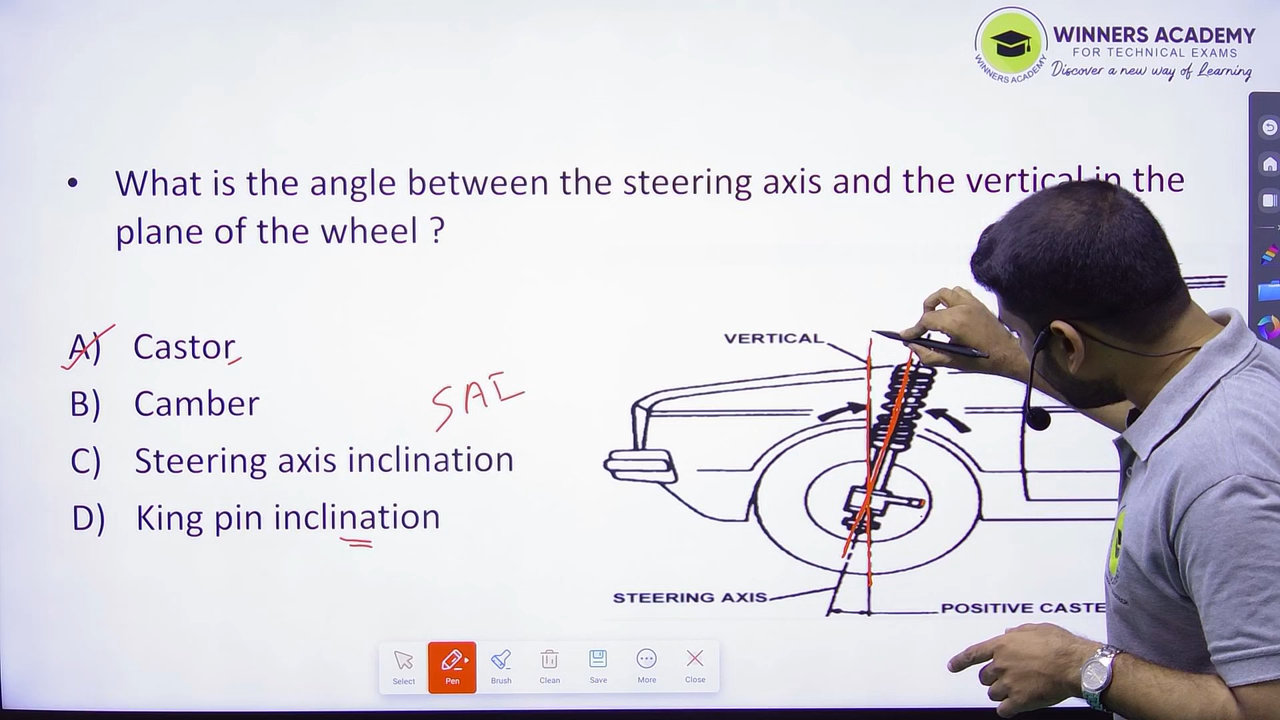 WINNERS ACADEMY
FOR TECHNICAL EXAMS
Discover a new way of Learning
WINNERS ACADEMY
• What is the angle between the steering axis and the vertical in the
plane of the wheel ?
A) Castor
B) Camber
SAI
C) Steering axis inclination
D) King pin inclination
VERTICAL
STEERING AXIS
POSITIVE CASTE
Select
Pen
Brush
Clean
Save
More
Close